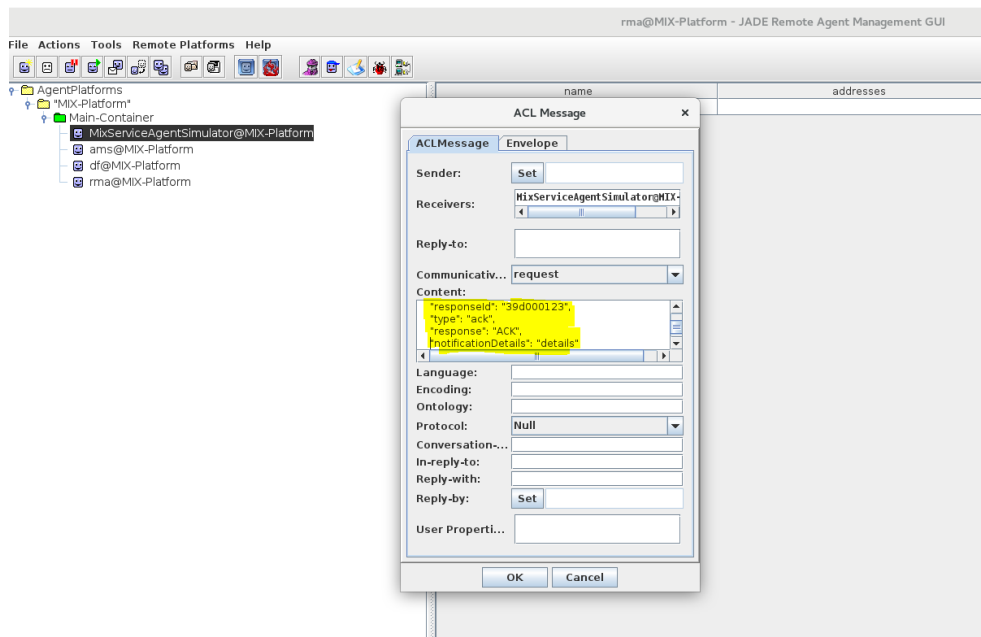 rma@MIX-Platform - JADE Remote Agent Management GUI
File Actions Tools Remote Platforms Help
AgentPlatforms
"MIX-Platform"
Main-Container
MixServiceAgentSimulator@MIX-Platform
ams@MIX-Platform
df@MIX-Platform
rma@MIX-Platform
name addresses
ACL Message ×
ACLMessage Envelope
Sender: Set
Receivers: MixServiceAgentSimulator@MIX-
Reply-to:
Communicativ... request
Content:
"responseId": "39d000123",
"type": "ack",
"response": "ACK",
"notificationDetails": "details"
Language:
Encoding:
Ontology:
Protocol: Null
Conversation-...
In-reply-to:
Reply-with:
Reply-by: Set
User Properti...
OK Cancel